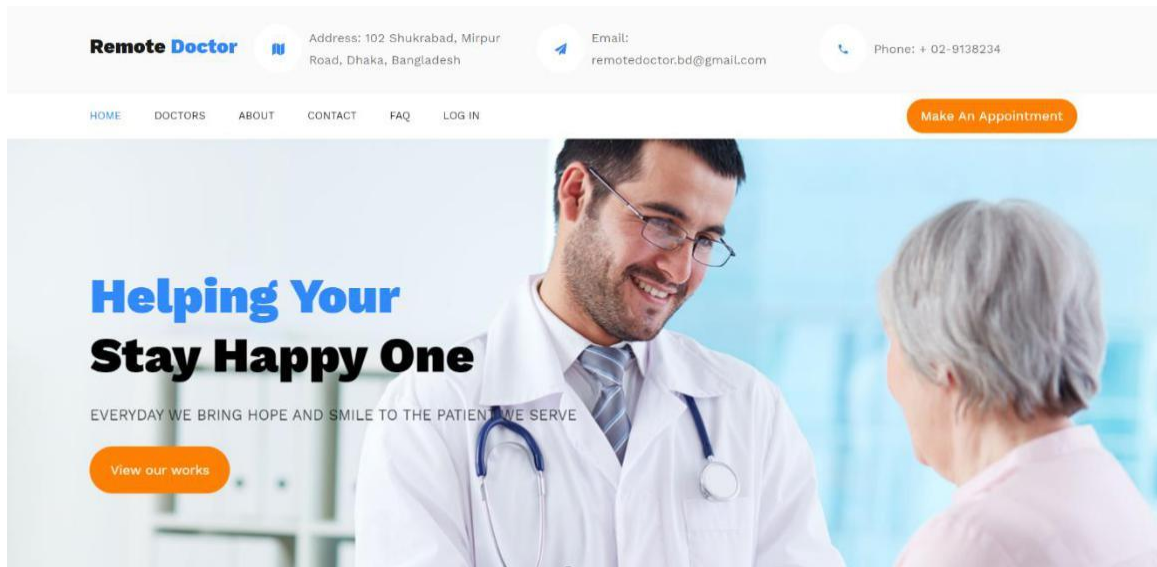 Remote Doctor
Address: 102 Shukrabad, Mirpur
Road, Dhaka, Bangladesh
Email:
remotedoctor.bd@gmail.com
Phone: + 02-9138234
HOME DOCTORS ABOUT CONTACT FAQ LOG IN
Make An Appointment
Helping Your
Stay Happy One
EVERYDAY WE BRING HOPE AND SMILE TO THE PATIENT WE SERVE
View our works